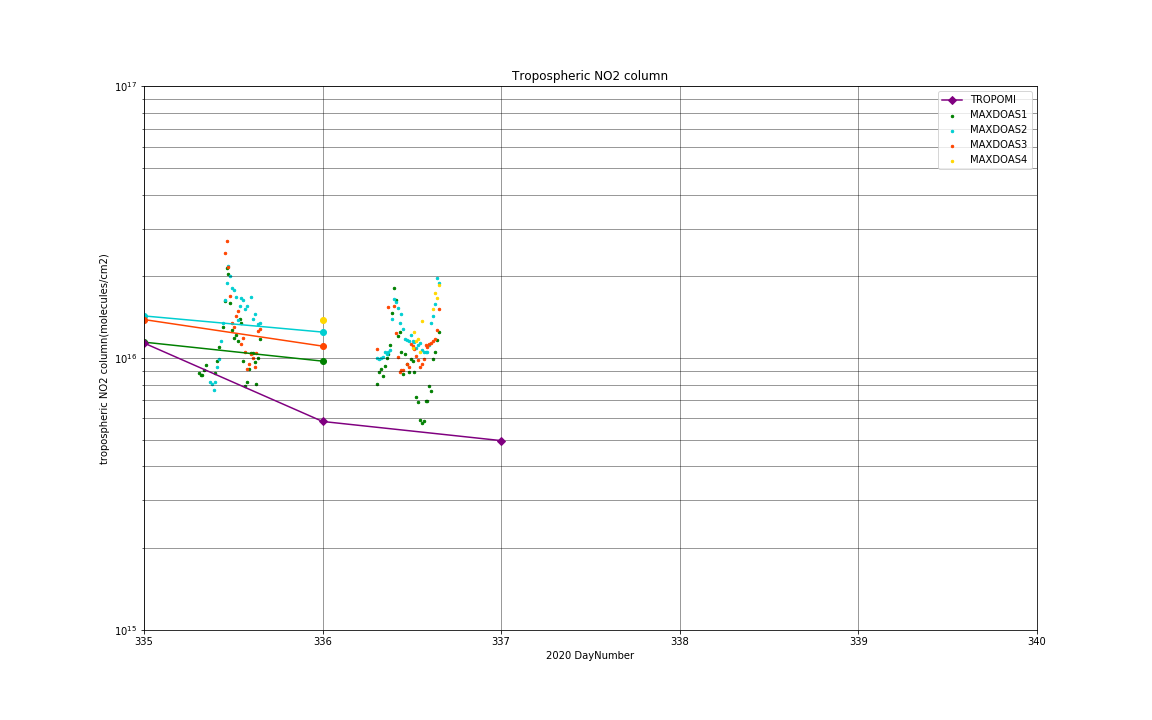 Tropospheric NO2 column
10^17
TROPOMI
MAXDOAS1
MAXDOAS2
MAXDOAS3
MAXDOAS4
tropospheric NO2 column(molecules/cm2)
10^16
10^15
335 336 337 338 339 340
2020 DayNumber